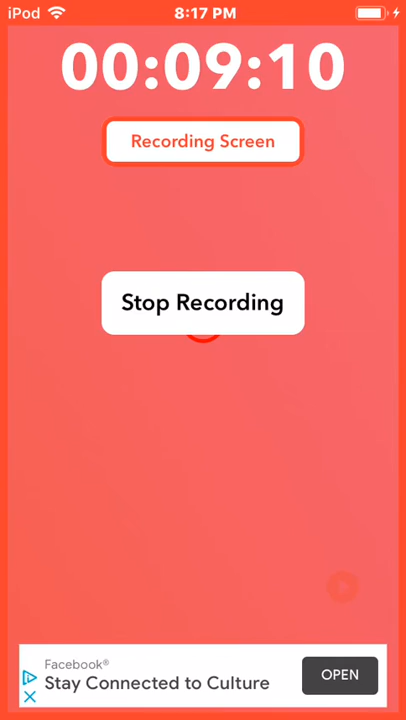 iPod 8:17 PM
00:09:10
Recording Screen
Stop Recording
Facebook®
Stay Connected to Culture
OPEN